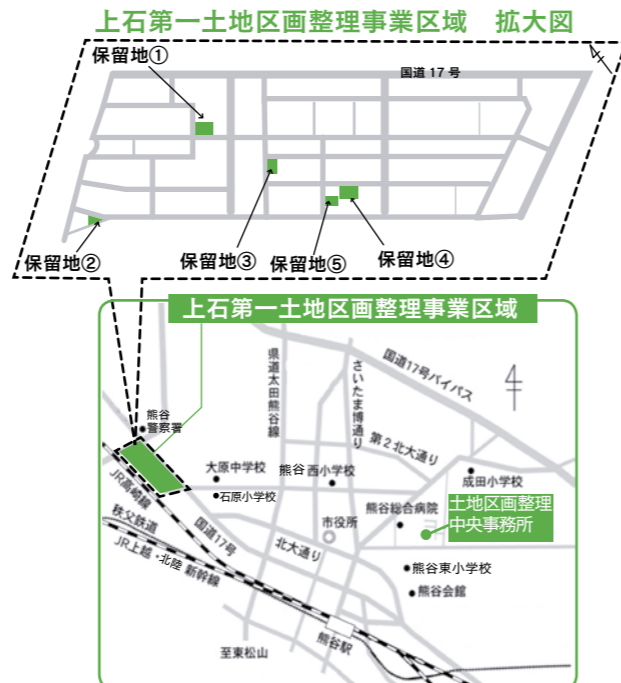 上石第一土地区画整理事業区域　拡大図
保留地①
国道 17 号
保留地②
保留地③
保留地⑤
保留地④
上石第一土地区画整理事業区域
県道太田熊谷線
さいたま博通り
国道17号バイパス
熊谷
警察署
第２北大通り
大原中学校
熊谷西小学校
成田小学校
石原小学校
JR高崎線
熊谷総合病院
土地区画整理
中央事務所
秩父鉄道
国道17号
市役所
北大通り
JR上越・北陸 新幹線
熊谷東小学校
熊谷会館
熊谷駅
至東松山